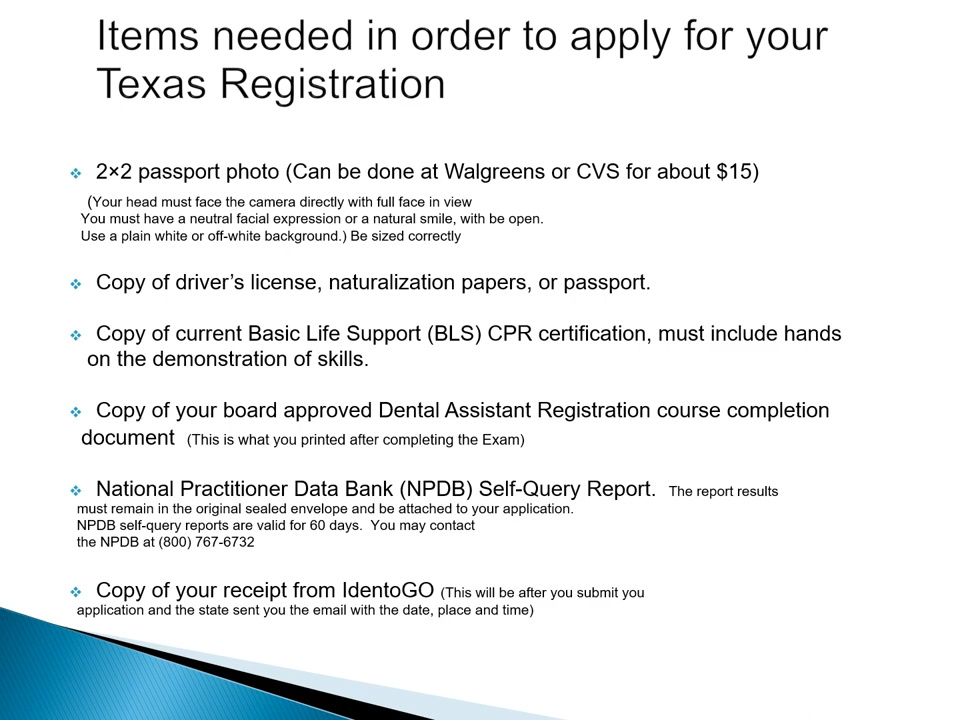 Items needed in order to apply for your
Texas Registration
2×2 passport photo (Can be done at Walgreens or CVS for about $15)
(Your head must face the camera directly with full face in view
You must have a neutral facial expression or a natural smile, with be open.
Use a plain white or off-white background.) Be sized correctly
Copy of driver’s license, naturalization papers, or passport.
Copy of current Basic Life Support (BLS) CPR certification, must include hands
on the demonstration of skills.
Copy of your board approved Dental Assistant Registration course completion
document (This is what you printed after completing the Exam)
National Practitioner Data Bank (NPDB) Self-Query Report. The report results
must remain in the original sealed envelope and be attached to your application.
NPDB self-query reports are valid for 60 days. You may contact
the NPDB at (800) 767-6732
Copy of your receipt from IdentoGO (This will be after you submit you
application and the state sent you the email with the date, place and time)